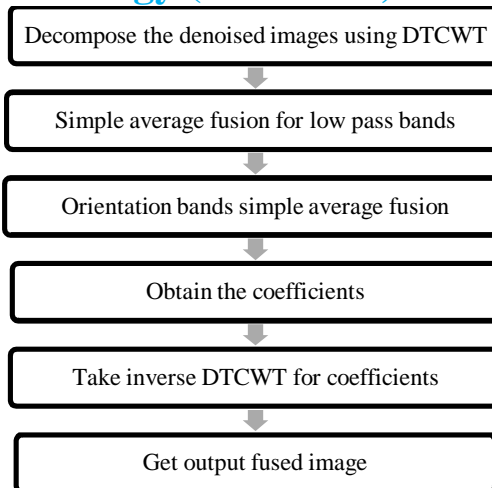 Decompose the denoised images using DTCWT
Simple average fusion for low pass bands
Orientation bands simple average fusion
Obtain the coefficients
Take inverse DTCWT for coefficients
Get output fused image